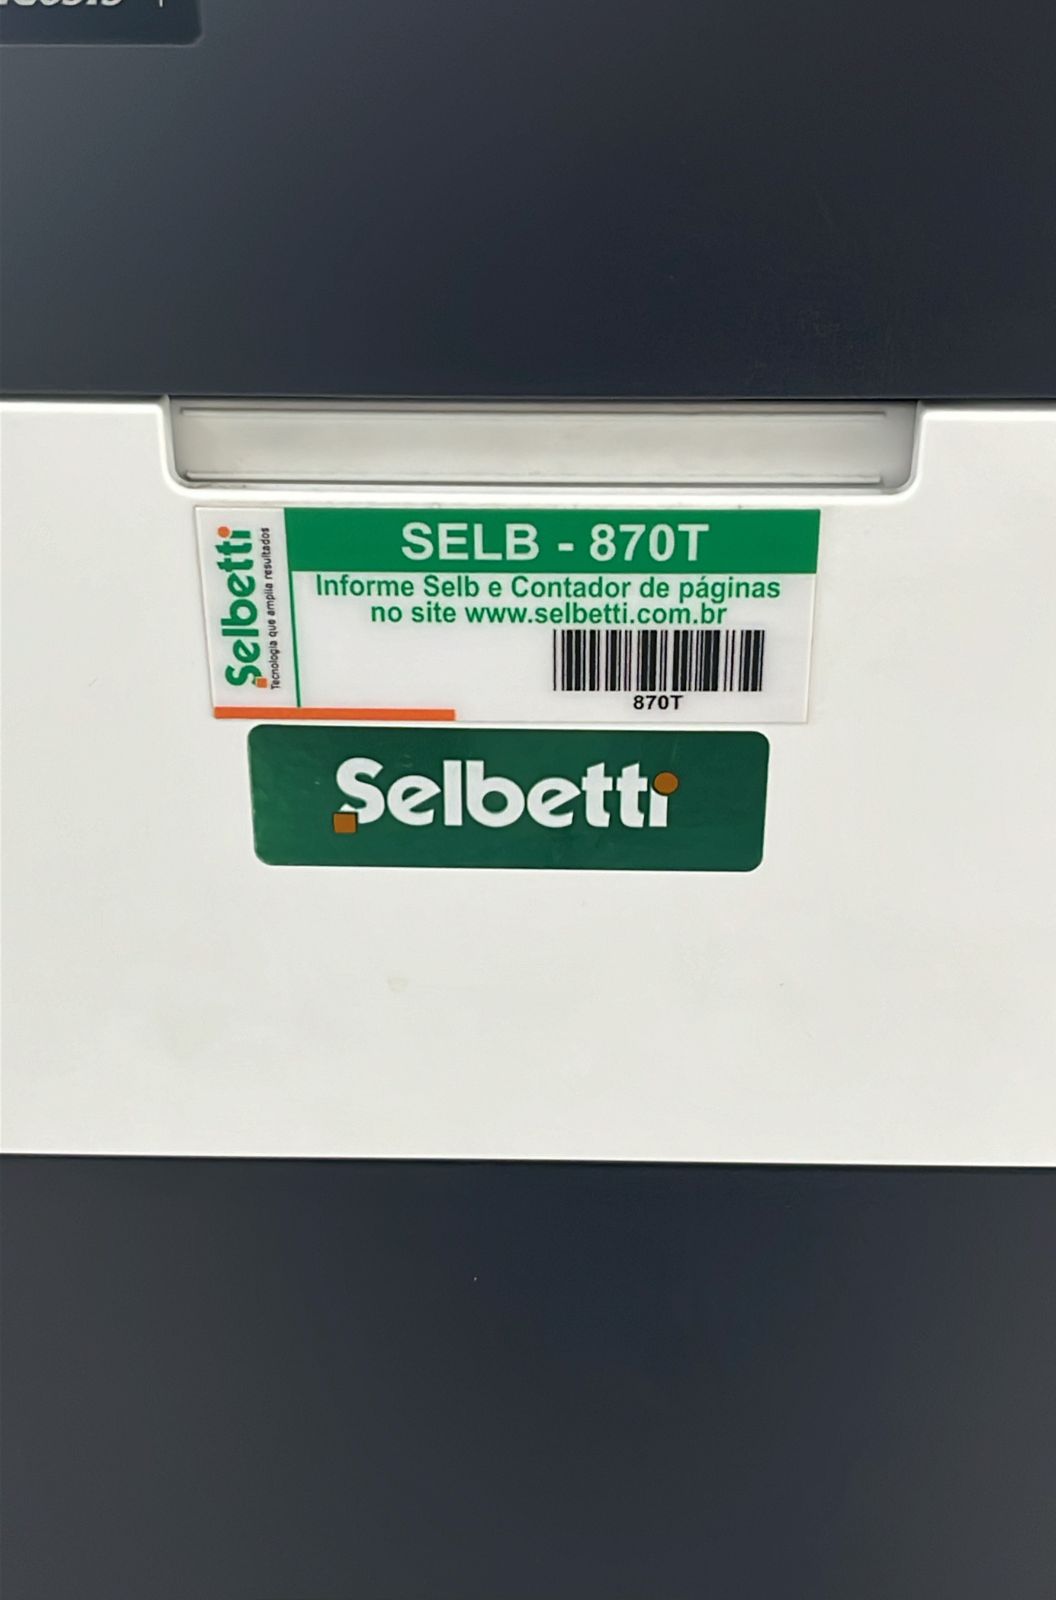 SELB - 870T
Informe Selb e Contador de páginas
no site www.selbetti.com.br
870T
Selbetti
Tecnologia que amplia resultados
Selbetti